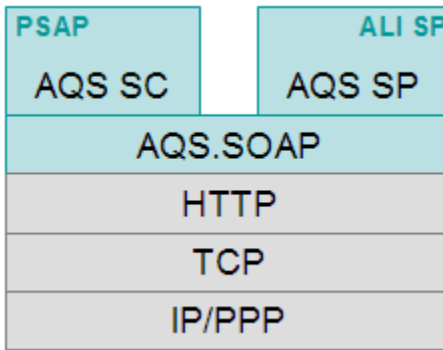 PSAP
ALI SP
AQS SC
AQS SP
AQS.SOAP
HTTP
TCP
IP/PPP